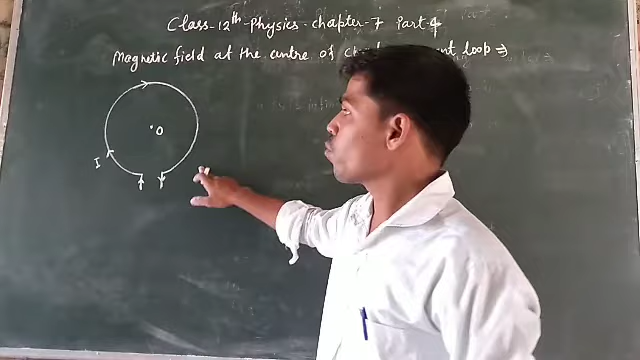 Class-12th-Physics-chapter-7 Part-4
Magnetic field at the centre of loop ⇒
O
I